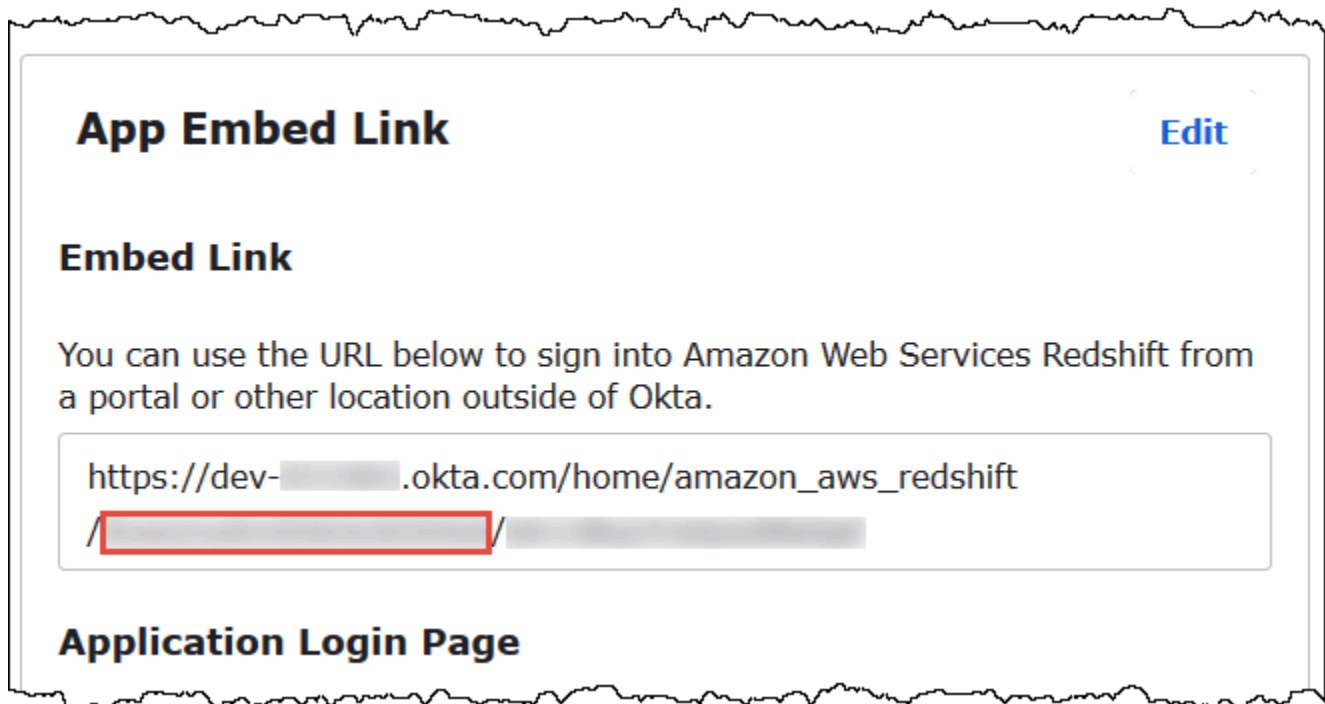 App Embed Link
Edit
Embed Link
You can use the URL below to sign into Amazon Web Services Redshift from
a portal or other location outside of Okta.
https://dev- .okta.com/home/amazon_aws_redshift
/ /
Application Login Page